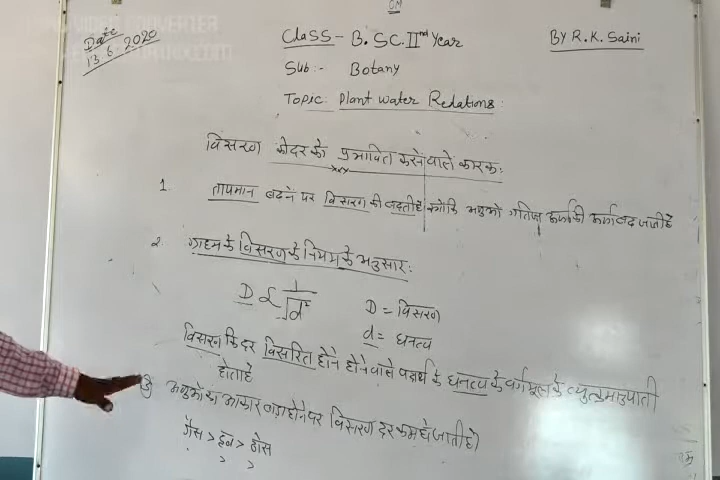 OM
Date
13.6.2020
Class - B.SC.IInd Year
BY R.K. Saini
Sub:- Botany
Topic: Plant water Relations:
विसरण की दर को प्रभावित करने वाले कारक:
1. तापमान बढने पर विसरण की बढ़ती है क्योंकि अणुओ गतिज ऊर्जा की बढ जाती है
2. ग्राहम के विसरण के नियम के अनुसार:
D ∝ 1/√d
D = विसरण
d = घनत्व
विसरण कि दर विसरित होने होने वाले पदार्थ के घनत्व के वर्गमूल के व्युत्क्रमानुपाती
होता है
③ अणुओ का आकार बड़ा होने पर विसरण दर कम हो जाती है।
गैस > द्रव > ठोस